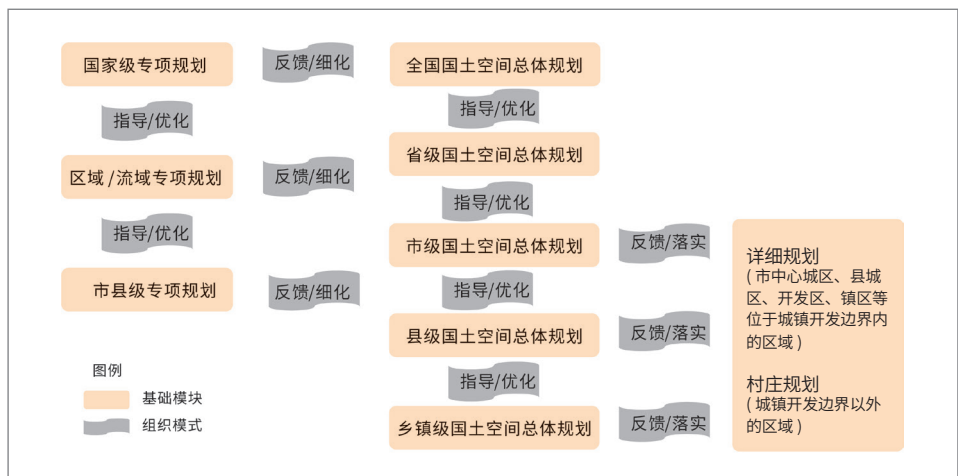 国家级专项规划
反馈/细化
全国国土空间总体规划
指导/优化
指导/优化
区域/流域专项规划
反馈/细化
省级国土空间总体规划
指导/优化
指导/优化
市级国土空间总体规划
反馈/落实
市县级专项规划
反馈/细化
指导/优化
县级国土空间总体规划
反馈/落实
指导/优化
乡镇级国土空间总体规划
反馈/落实
详细规划
(市中心城区、县城
区、开发区、镇区等
位于城镇开发边界内
的区域)
村庄规划
(城镇开发边界以外
的区域)
图例
基础模块
组织模式